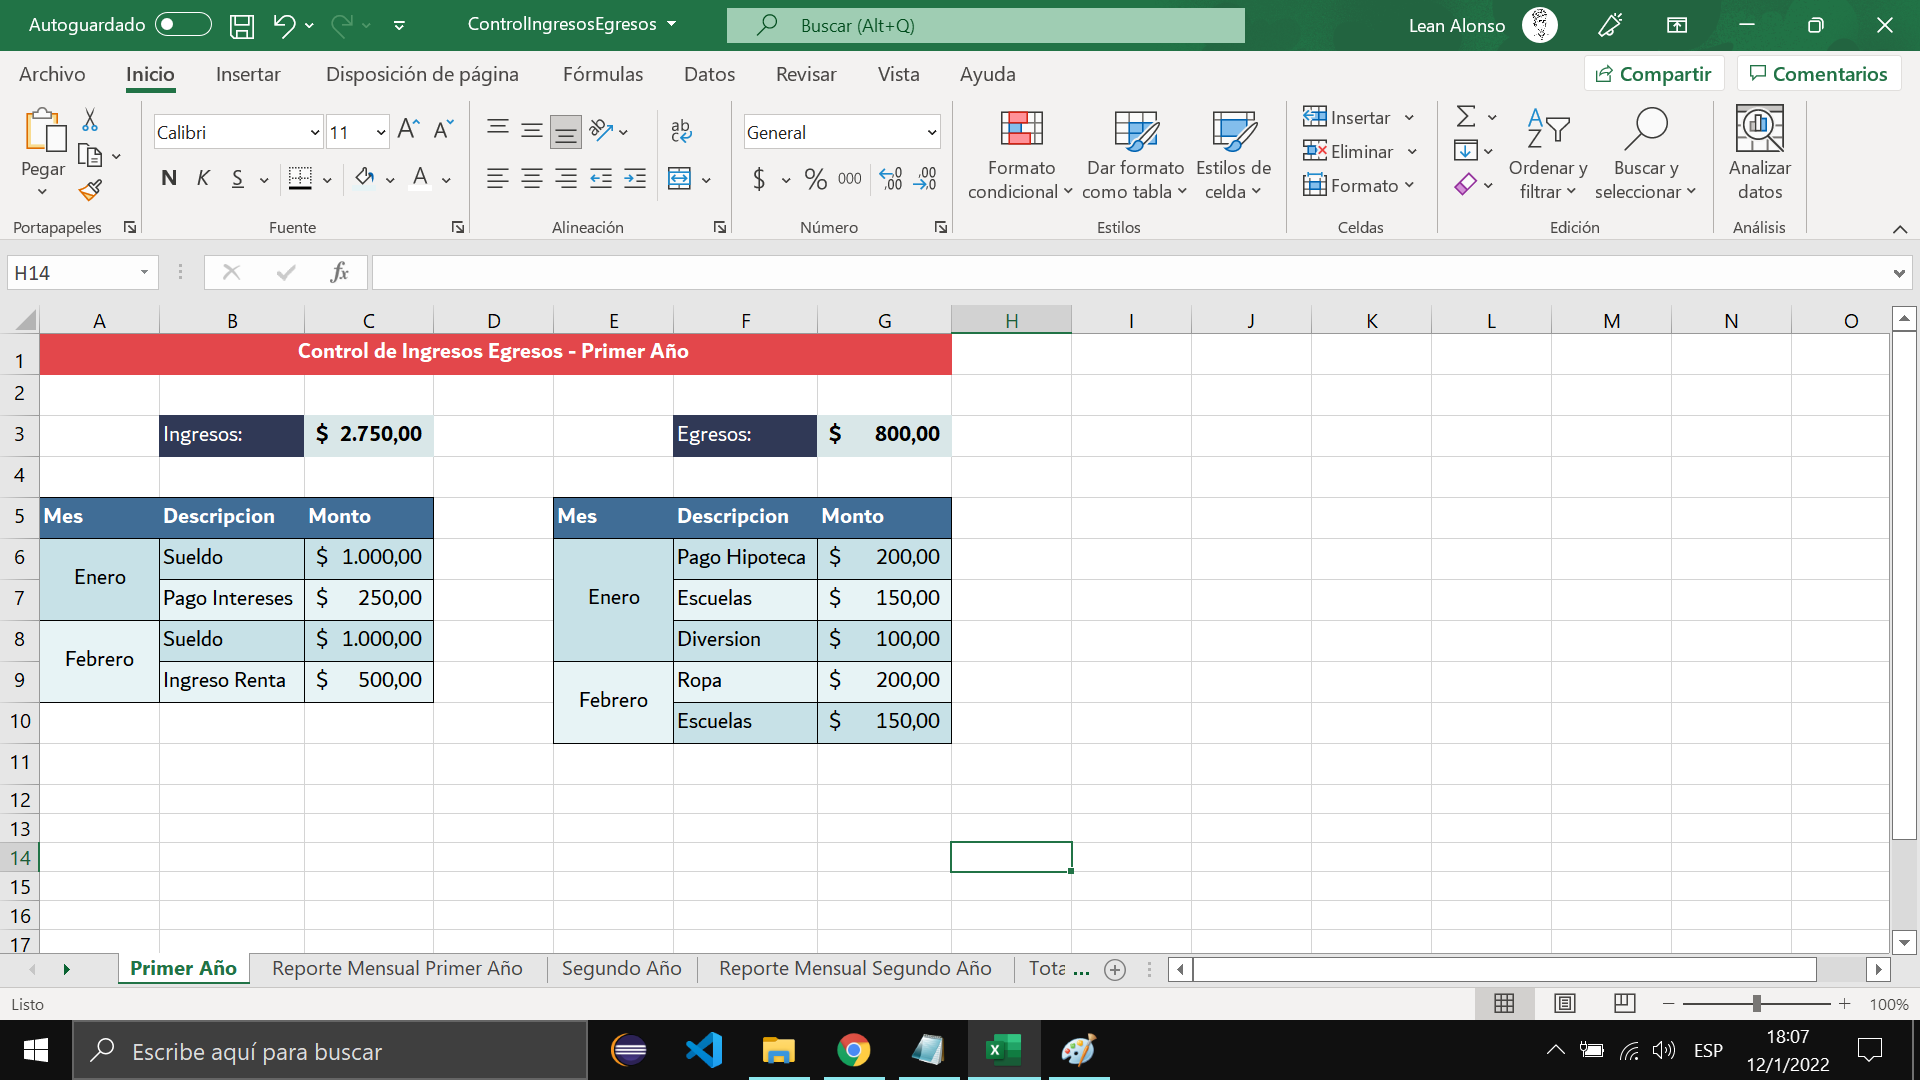 Autoguardado
ControlIngresosEgresos
Buscar (Alt+Q)
Lean Alonso
Archivo Inicio Insertar Disposición de página Fórmulas Datos Revisar Vista Ayuda
Compartir Comentarios
Pegar
Portapapeles
Calibri 11
N K S
Fuente
ab
Alineación
General
$ % 000
Número
Formato condicional
Dar formato como tabla
Estilos de celda
Estilos
Insertar
Eliminar
Formato
Celdas
Ordenar y filtrar
Buscar y seleccionar
Edición
Analizar datos
Análisis
H14
fx
A B C D E F G H I J K L M N O
1 Control de Ingresos Egresos - Primer Año
2
3 Ingresos: $ 2.750,00 Egresos: $ 800,00
4
5 Mes Descripcion Monto Mes Descripcion Monto
6 Enero Sueldo $ 1.000,00 Enero Pago Hipoteca $ 200,00
7 Pago Intereses $ 250,00 Escuelas $ 150,00
8 Febrero Sueldo $ 1.000,00 Diversion $ 100,00
9 Ingreso Renta $ 500,00 Febrero Ropa $ 200,00
10 Escuelas $ 150,00
11
12
13
14
15
16
17
Primer Año Reporte Mensual Primer Año Segundo Año Reporte Mensual Segundo Año Tota ...
Listo
100%
Escribe aquí para buscar
ESP
18:07
12/1/2022